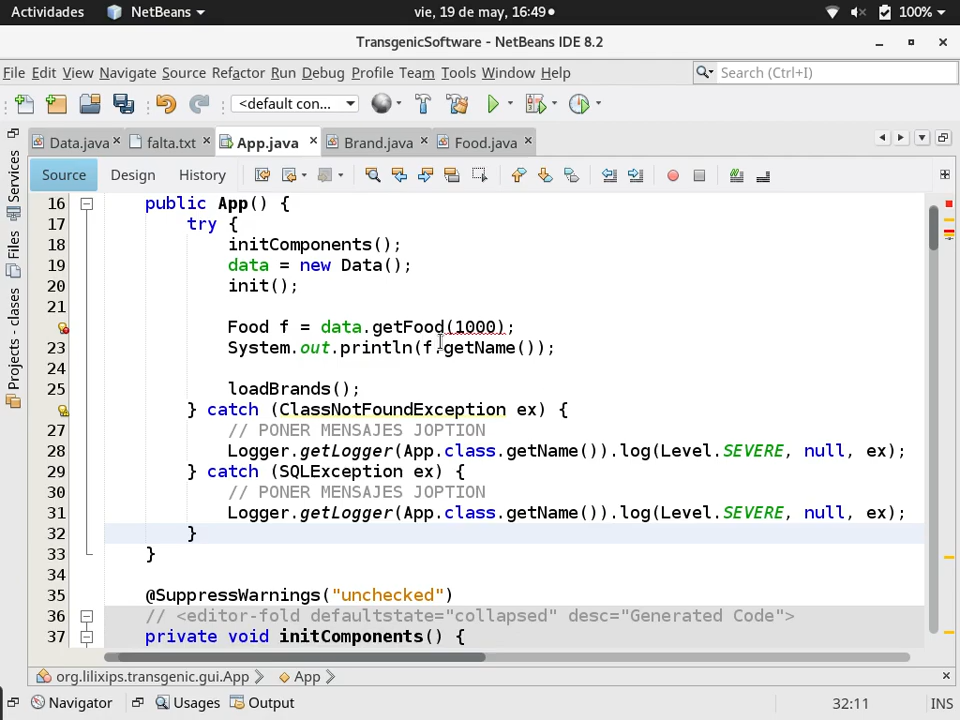 Actividades NetBeans vie, 19 de may, 16:49 100%
TransgenicSoftware - NetBeans IDE 8.2
File Edit View Navigate Source Refactor Run Debug Profile Team Tools Window Help Search (Ctrl+I)
<default con...
Data.java falta.txt App.java Brand.java Food.java
Source Design History
Services
Files
Projects - clases
16 public App() {
17 try {
18 initComponents();
19 data = new Data();
20 init();
21
Food f = data.getFood(1000);
23 System.out.println(f.getName());
24
25 loadBrands();
} catch (ClassNotFoundException ex) {
27 // PONER MENSAJES JOPTION
28 Logger.getLogger(App.class.getName()).log(Level.SEVERE, null, ex);
29 } catch (SQLException ex) {
30 // PONER MENSAJES JOPTION
31 Logger.getLogger(App.class.getName()).log(Level.SEVERE, null, ex);
32 }
33 }
34
35 @SuppressWarnings("unchecked")
36 // <editor-fold defaultstate="collapsed" desc="Generated Code">
37 private void initComponents() {
org.lilixips.transgenic.gui.App App
Navigator Usages Output 32:11 INS